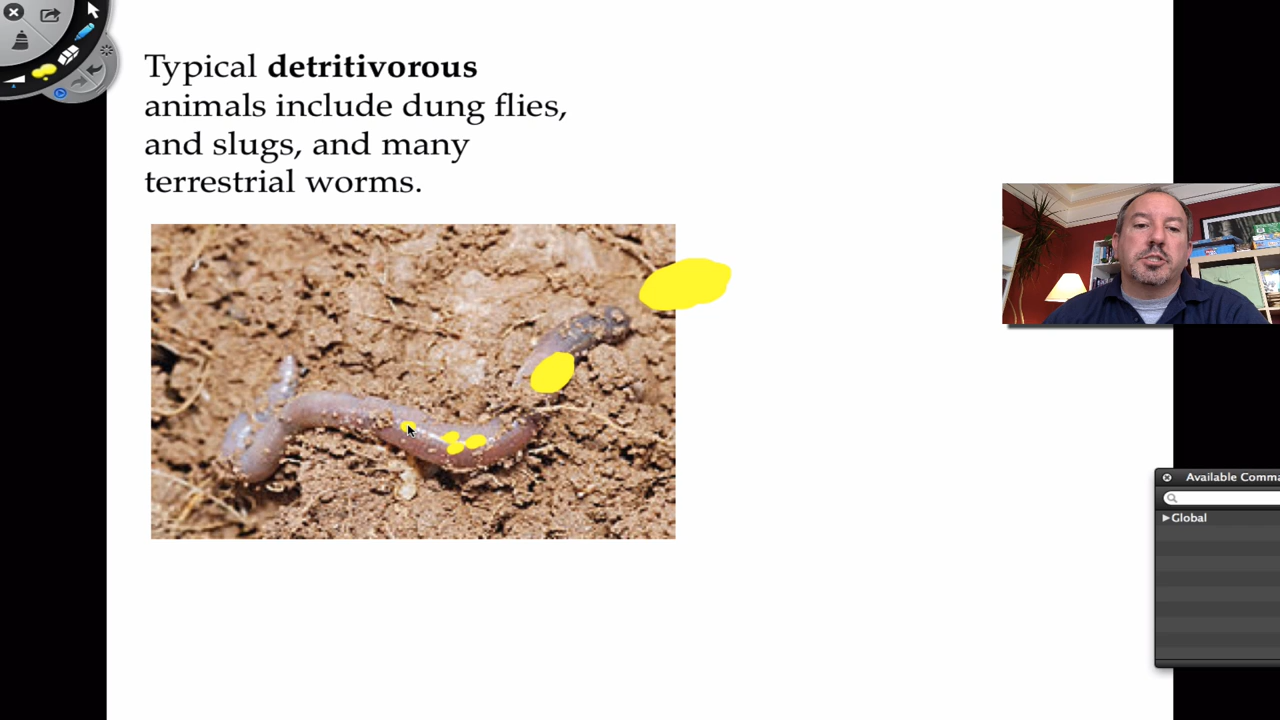 Typical detritivorous
animals include dung flies,
and slugs, and many
terrestrial worms.
Available Comma
Global